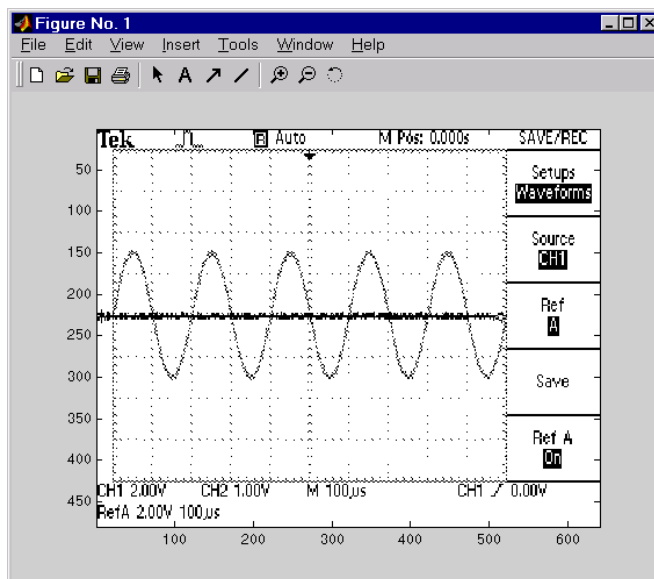 Figure No. 1
File Edit View Insert Tools Window Help
A
Tek R Auto M Pos: 0.000s SAVE/REC
Setups
Waveforms
Source
CH1
Ref
A
Save
Ref A
On
CH1 2.00V CH2 1.00V M 100µs CH1 0.00V
RefA 2.00V 100µs
50
100
150
200
250
300
350
400
450
100 200 300 400 500 600